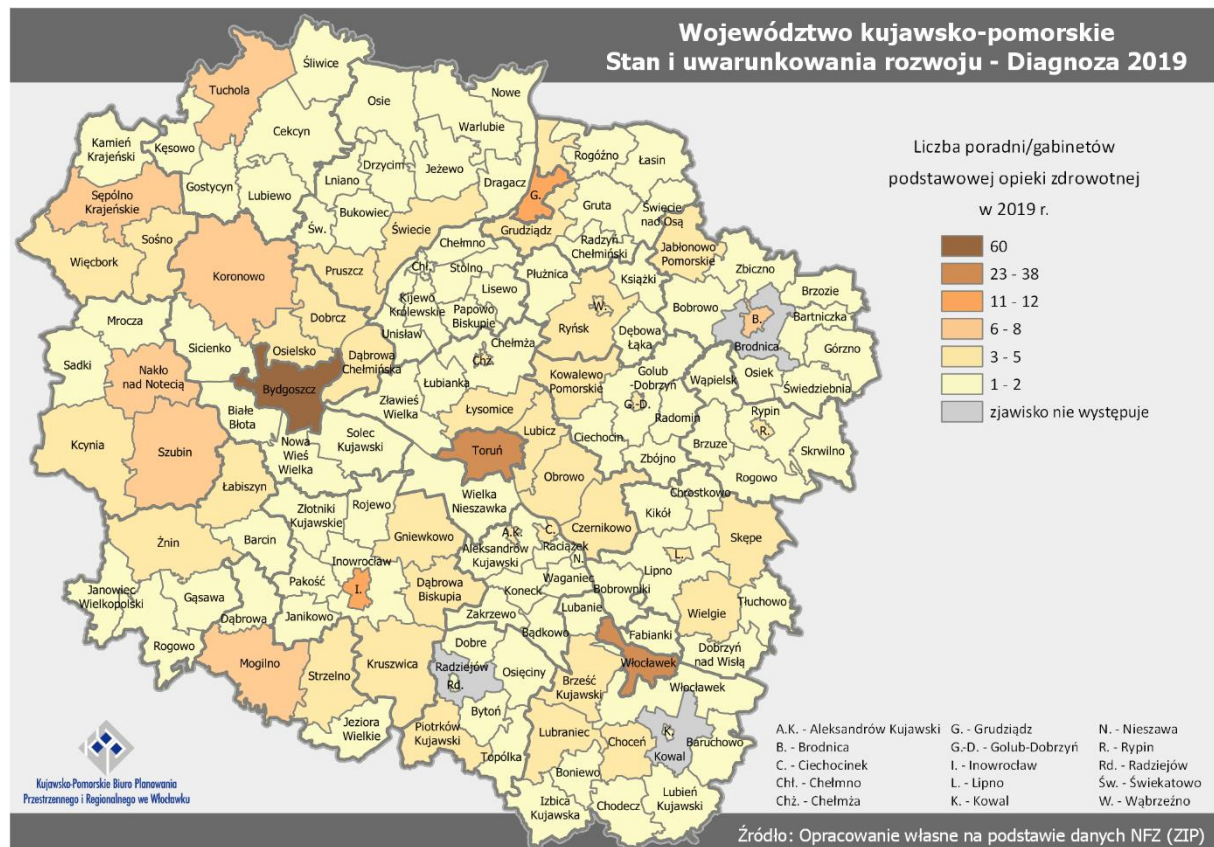 Województwo kujawsko-pomorskie
Stan i uwarunkowania rozwoju - Diagnoza 2019
Liczba poradni/gabinetów
podstawowej opieki zdrowotnej
w 2019 r.
60
23 - 38
11 - 12
6 - 8
3 - 5
1 - 2
zjawisko nie występuje
Śliwice
Tuchola
Nowe
Osie
Cekcyn
Warlubie
Kamień
Krajeński
Kęsowo
Rogóźno
Łasin
Drzycim
Jeżewo
Lniano
Dragacz
Gostycyn
Lubiewo
Sępólno
Krajeńskie
G.
Gruta
Bukowiec
Św.
Świecie
Grudziądz
Święcie
nad Osą
Sośno
Więcbork
Chełmno
Radzyń
Chełmiński
Jabłonowo
Pomorskie
Koronowo
Pruszcz
Chł.
Stolno
Płużnica
Książki
Zbiczno
Lisewo
Kijewo
Królewskie
Papowo
Biskupie
W.
Bobrowo
Brzozie
Dobrcz
Mrocza
Unisław
Ryńsk
B.
Bartniczka
Sicienko
Osielsko
Dębowa
Łąka
Brodnica
Górzno
Sadki
Dąbrowa
Chełmińska
Chełmża
Chż.
Nakło
nad Notecią
Bydgoszcz
Łubianka
Kowalewo
Pomorskie
Golub
-Dobrzyń
Wąpielsk
Osiek
Świedziebnia
Zławieś
Wielka
G.-D.
Białe
Błota
Łysomice
Radomin
Rypin
R.
Kcynia
Szubin
Nowa
Wieś
Wielka
Solec
Kujawski
Toruń
Lubicz
Ciechocin
Brzuze
Skrwilno
Zbójno
Rogowo
Łabiszyn
Obrowo
Wielka
Nieszawka
Złotniki
Kujawskie
Rojewo
Chrostkowo
Kikół
Czernikowo
Żnin
Barcin
Gniewkowo
A.K.
C.
Raciążek
Aleksandrów
Kujawski
N.
Skępe
L.
Lipno
Inowrocław
Pakość
I.
Dąbrowa
Biskupia
Waganiec
Koneck
Bobrowniki
Janowiec
Wielkopolski
Gąsawa
Dąbrowa
Janikowo
Zakrzewo
Lubanie
Wielgie
Tłuchowo
Bądkowo
Fabianki
Rogowo
Dobre
Mogilno
Strzelno
Kruszwica
Radziejów
Rd.
Osięciny
Włocławek
Dobrzyń
nad Wisłą
Brześć
Kujawski
Włocławek
Jeziora
Wielkie
Bytoń
Piotrków
Kujawski
Lubraniec
Choceń
K.
Kowal
Baruchowo
Topólka
Boniewo
Izbica
Kujawska
Chodecz
Lubień
Kujawski
A.K. - Aleksandrów Kujawski
B. - Brodnica
C. - Ciechocinek
Chł. - Chełmno
Chż. - Chełmża
G. - Grudziądz
G.-D. - Golub-Dobrzyń
I. - Inowrocław
L. - Lipno
K. - Kowal
N. - Nieszawa
R. - Rypin
Rd. - Radziejów
Św. - Świekatowo
W. - Wąbrzeźno
Kujawsko-Pomorskie Biuro Planowania
Przestrzennego i Regionalnego we Włocławku
Źródło: Opracowanie własne na podstawie danych NFZ (ZIP)